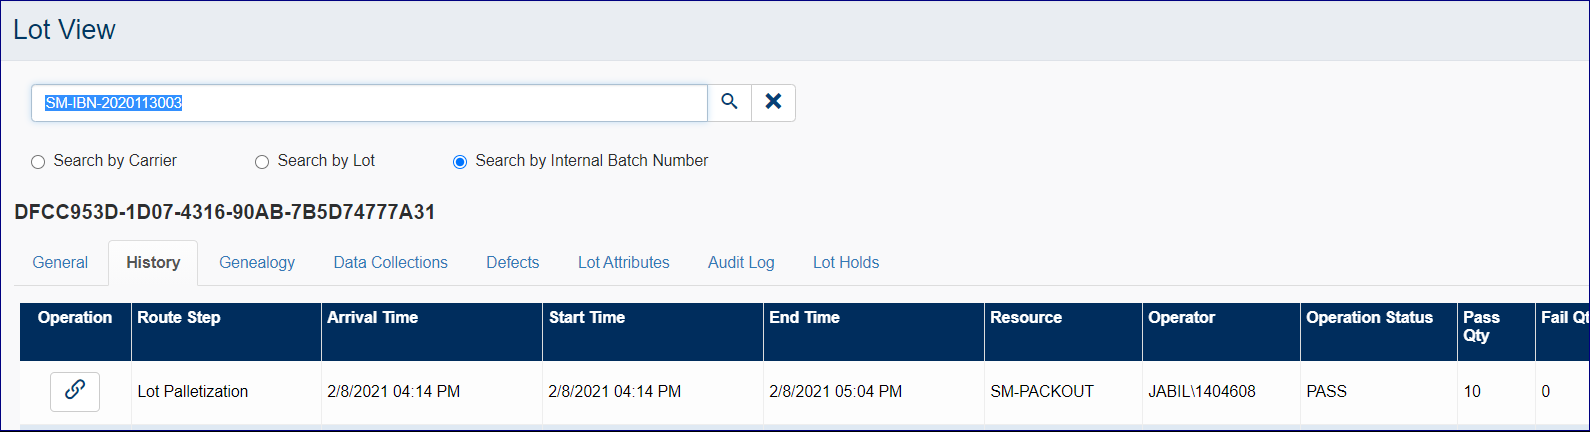 Lot View
SM-IBN-2020113003
Search by Carrier Search by Lot Search by Internal Batch Number
DFCC953D-1D07-4316-90AB-7B5D74777A31
General History Genealogy Data Collections Defects Lot Attributes Audit Log Lot Holds
Operation Route Step Arrival Time Start Time End Time Resource Operator Operation Status Pass Qty Fail Qt
Lot Palletization 2/8/2021 04:14 PM 2/8/2021 04:14 PM 2/8/2021 05:04 PM SM-PACKOUT JABIL\1404608 PASS 10 0